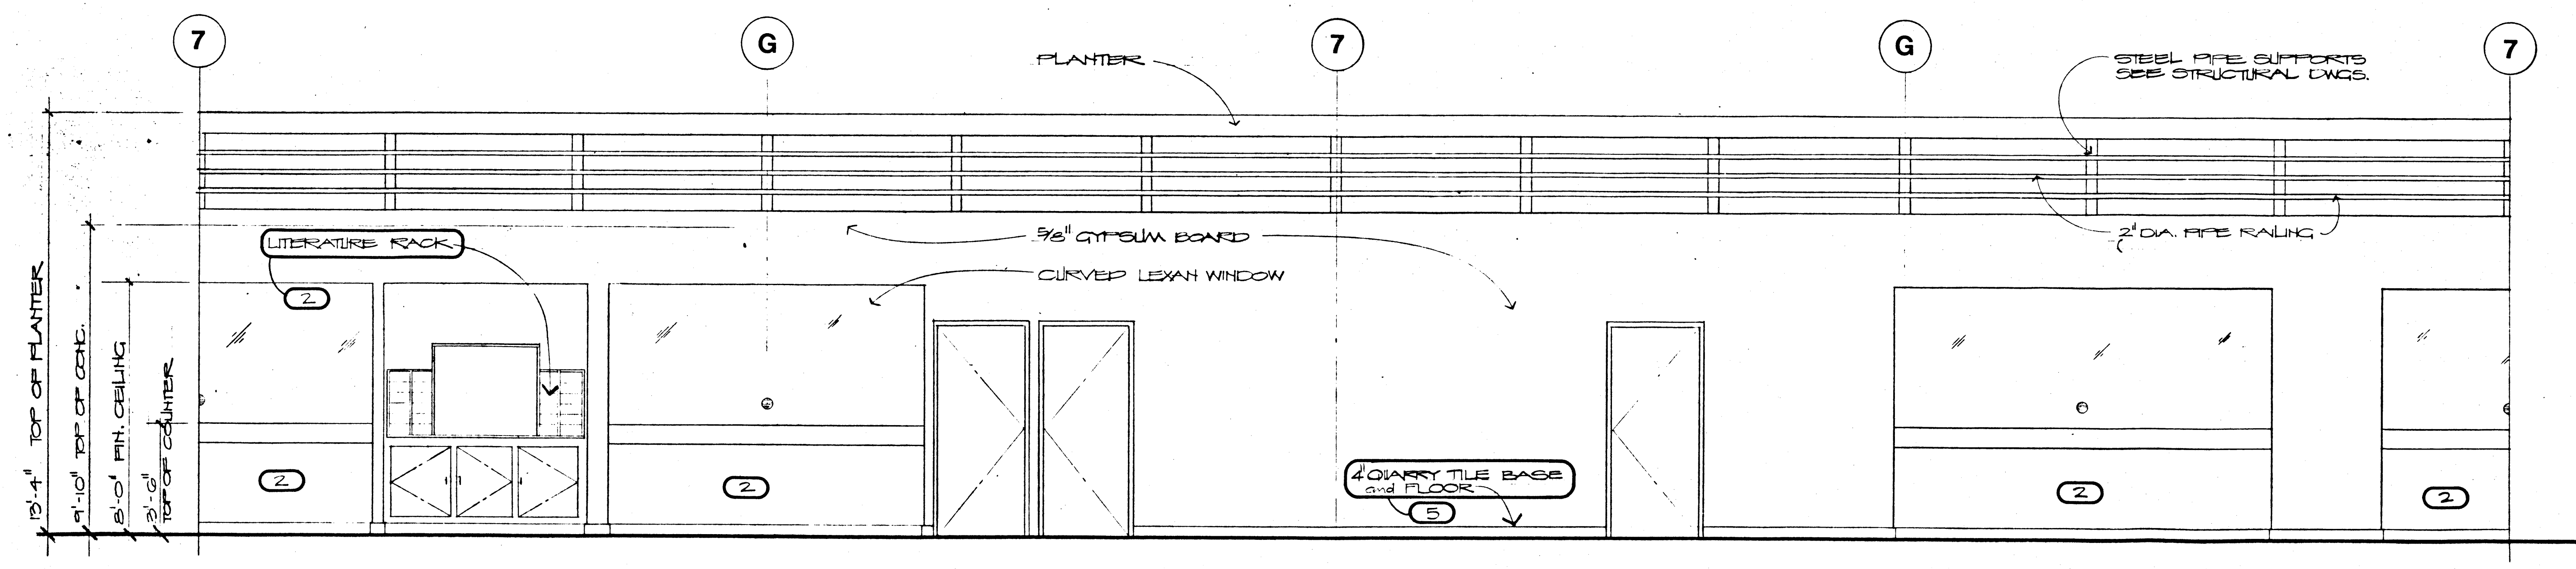 7
G
7
G
7
PLANTER
STEEL PIPE SUPPORTS
SEE STRUCTURAL DWGS.
LITERATURE RACK
2
5/8" GYPSUM BOARD
2" DIA. PIPE RAILING
CURVED LEXAN WINDOW
13'-4" TOP OF PLANTER
9'-10" TOP OF CONC.
8'-0" FIN. CEILING
3'-6"
TOP OF COUNTER
2
2
4" QUARRY TILE BASE
and FLOOR
5
2
2